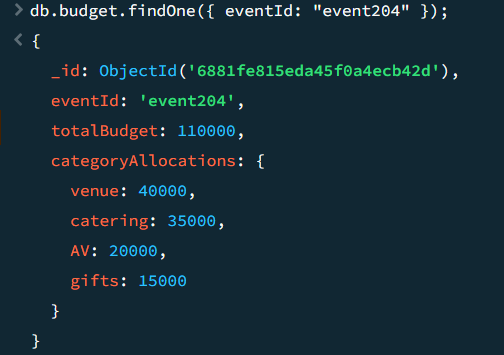 > db.budget.findOne({ eventId: "event204" });
< {
_id: ObjectId('6881fe815eda45f0a4ecb42d'),
eventId: 'event204',
totalBudget: 110000,
categoryAllocations: {
venue: 40000,
catering: 35000,
AV: 20000,
gifts: 15000
}
}